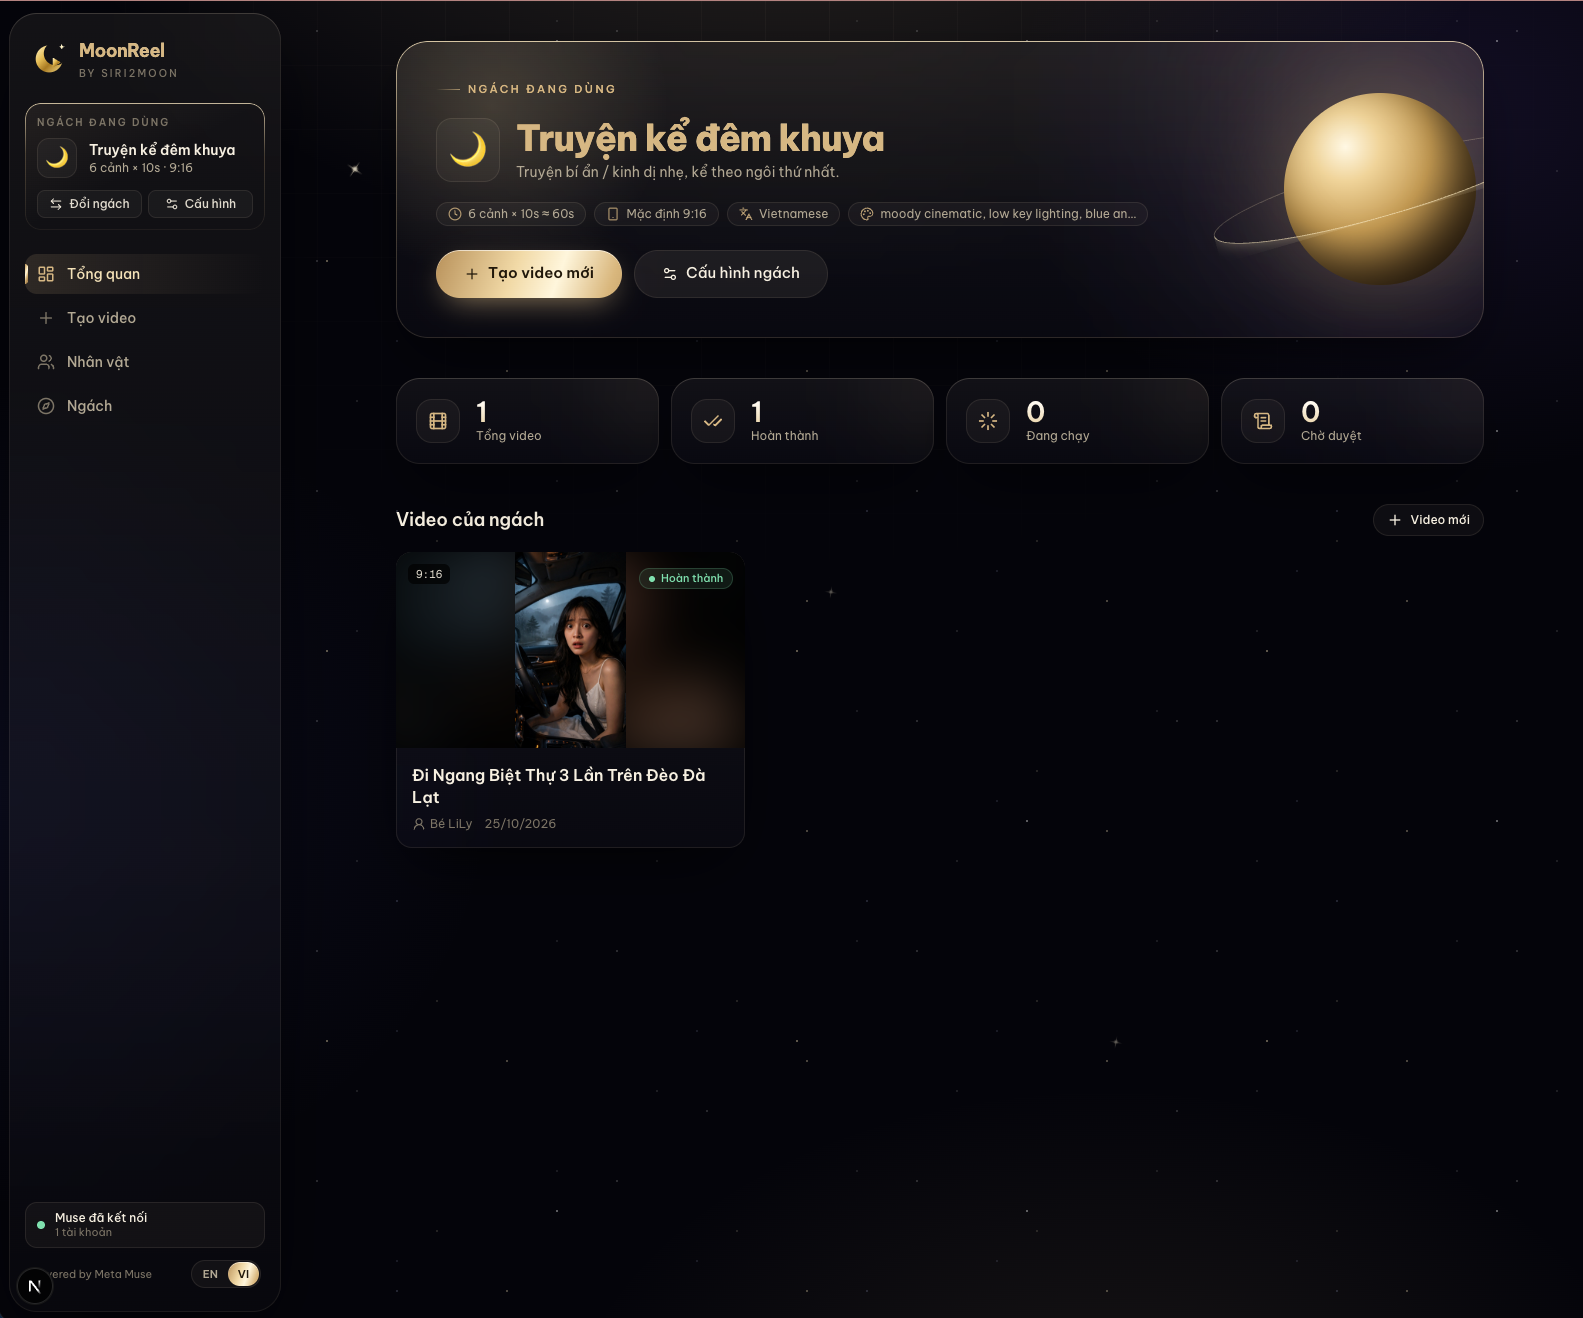 MoonReel
BY SIRI2MOON
NGÁCH ĐANG DÙNG
Truyện kể đêm khuya
6 cảnh × 10s · 9:16
Đổi ngách
Cấu hình
Tổng quan
Tạo video
Nhân vật
Ngách
Muse đã kết nối
1 tài khoản
ered by Meta Muse
EN
VI
NGÁCH ĐANG DÙNG
Truyện kể đêm khuya
Truyện bí ẩn / kinh dị nhẹ, kể theo ngôi thứ nhất.
6 cảnh × 10s ≈ 60s
Mặc định 9:16
Vietnamese
moody cinematic, low key lighting, blue an...
Tạo video mới
Cấu hình ngách
1
Tổng video
1
Hoàn thành
0
Đang chạy
0
Chờ duyệt
Video của ngách
Video mới
9:16
Hoàn thành
Đi Ngang Biệt Thự 3 Lần Trên Đèo Đà
Lạt
Bé LiLy 25/10/2026